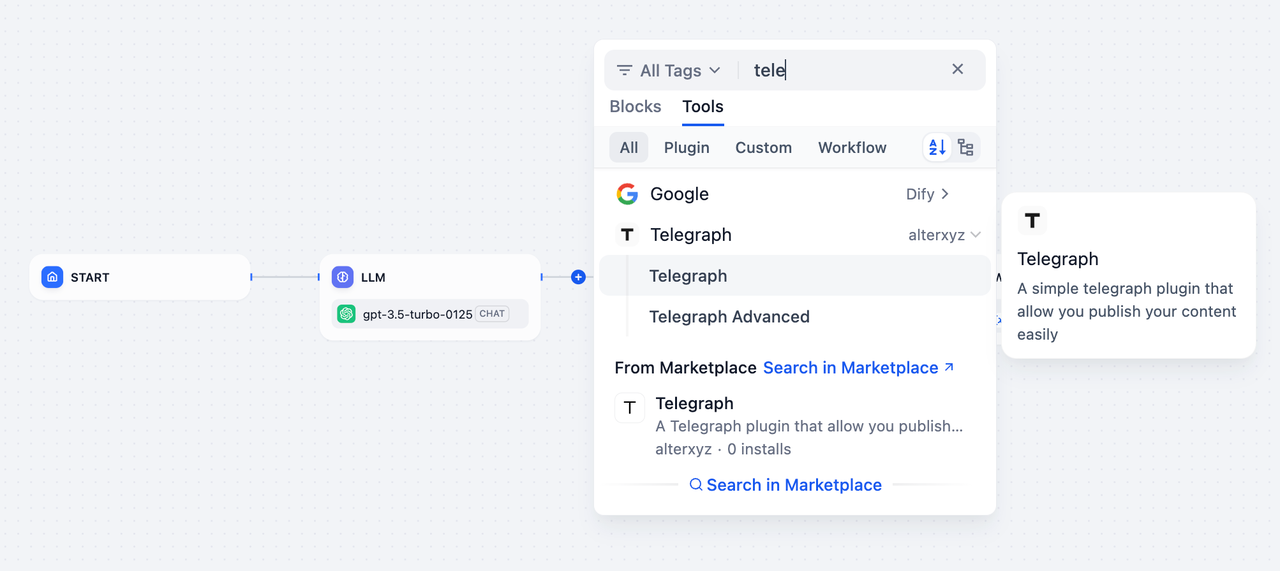 START
LLM
gpt-3.5-turbo-0125 CHAT
All Tags
tele
Blocks
Tools
All
Plugin
Custom
Workflow
Google
Dify
Telegraph
alterxyz
Telegraph
Telegraph Advanced
From Marketplace Search in Marketplace
Telegraph
A Telegraph plugin that allow you publish...
alterxyz · 0 installs
Search in Marketplace
Telegraph
A simple telegraph plugin that
allow you publish your content
easily